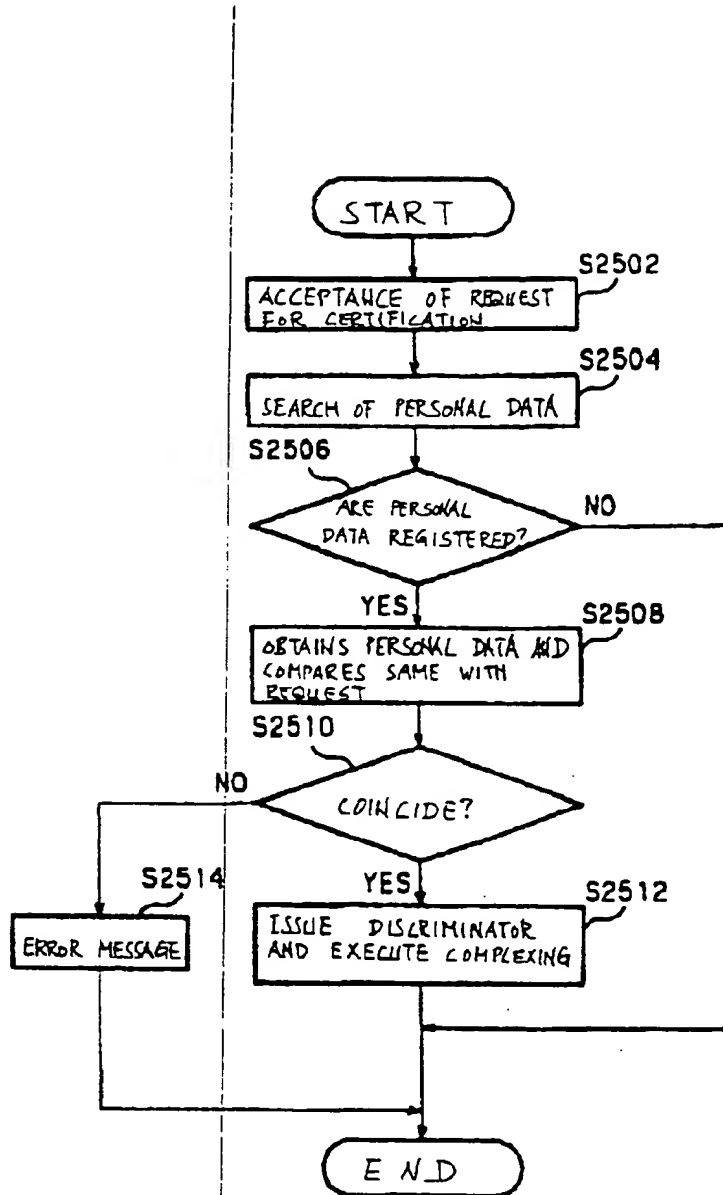 START
S2502
ACCEPTANCE OF REQUEST
FOR CERTIFICATION
S2504
SEARCH OF PERSONAL DATA
S2506
ARE PERSONAL
DATA REGISTERED?
NO
YES
S2508
OBTAINS PERSONAL DATA AND
COMPARES SAME WITH
REQUEST
S2510
NO
COINCIDE?
S2514
YES
S2512
ERROR MESSAGE
ISSUE DISCRIMINATOR
AND EXECUTE COMPLEXING
END